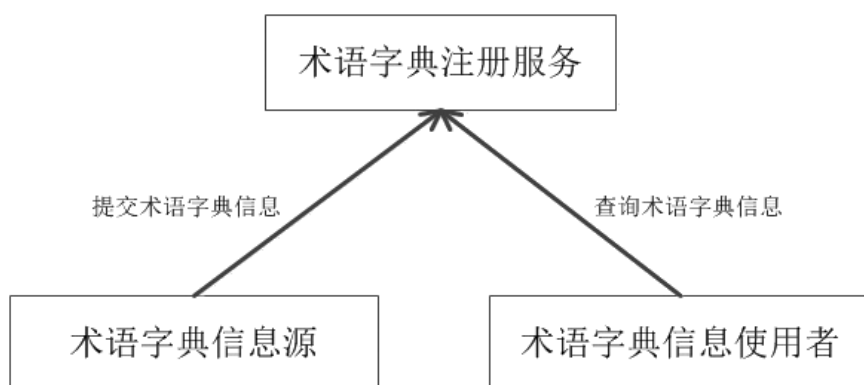 术语字典注册服务
提交术语字典信息
查询术语字典信息
术语字典信息源
术语字典信息使用者